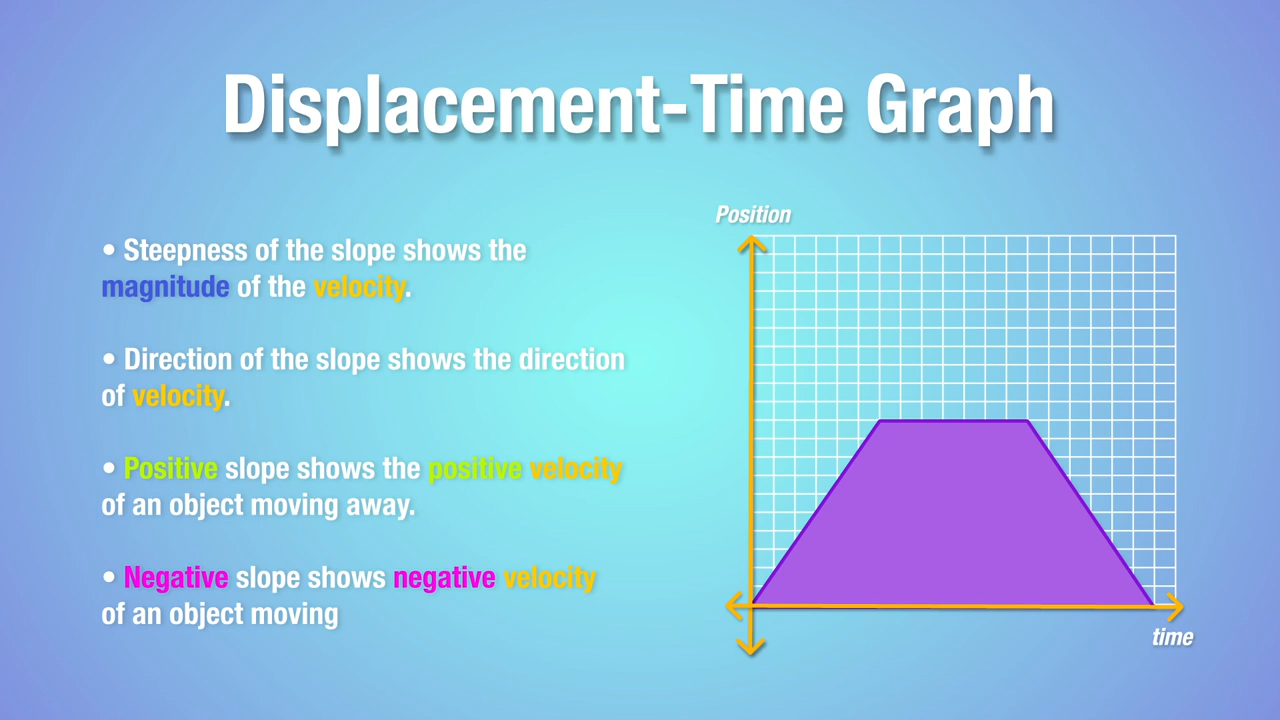 Displacement-Time Graph
• Steepness of the slope shows the
magnitude of the velocity.
• Direction of the slope shows the direction
of velocity.
• Positive slope shows the positive velocity
of an object moving away.
• Negative slope shows negative velocity
of an object moving
Position
time